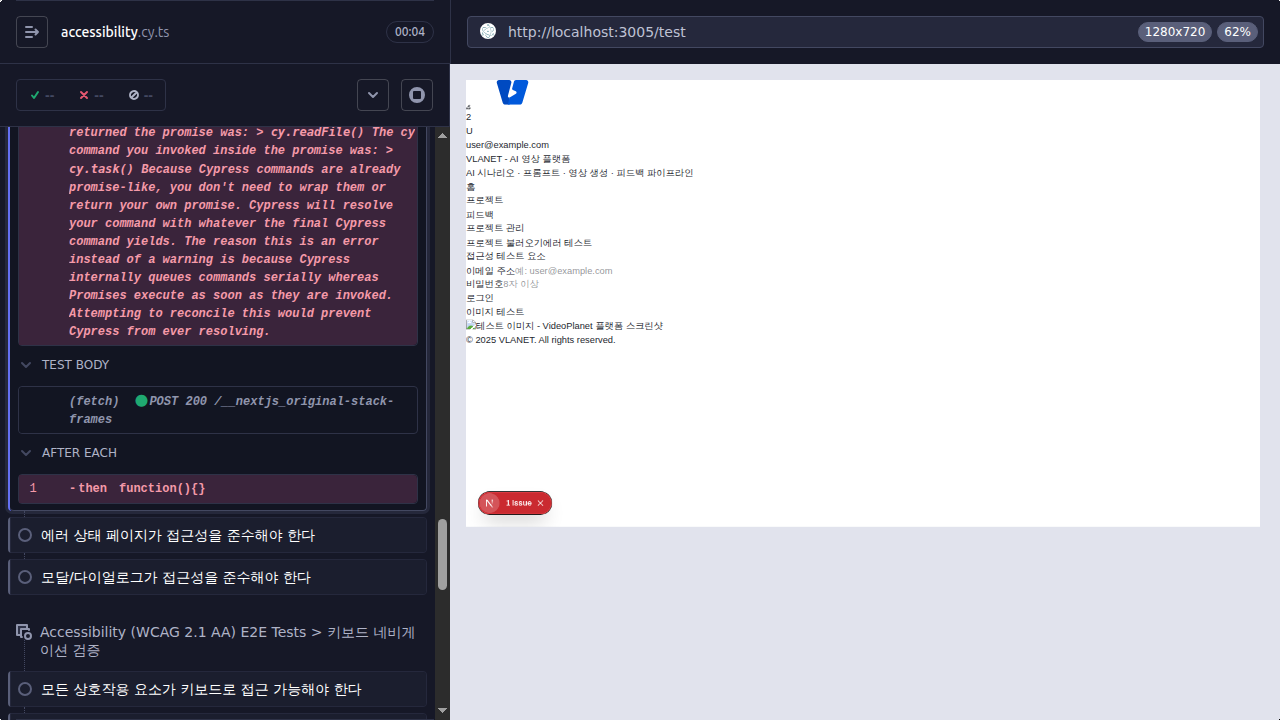 accessibility.cy.ts
00:04
--
--
--
returned the promise was: > cy.readFile() The cy
command you invoked inside the promise was: >
cy.task() Because Cypress commands are already
promise-like, you don't need to wrap them or
return your own promise. Cypress will resolve
your command with whatever the final Cypress
command yields. The reason this is an error
instead of a warning is because Cypress
internally queues commands serially whereas
Promises execute as soon as they are invoked.
Attempting to reconcile this would prevent
Cypress from ever resolving.
TEST BODY
(fetch) POST 200 /__nextjs_original-stack-
frames
AFTER EACH
1 -then function(){}
에러 상태 페이지가 접근성을 준수해야 한다
모달/다이얼로그가 접근성을 준수해야 한다
Accessibility (WCAG 2.1 AA) E2E Tests > 키보드 네비게
이션 검증
모든 상호작용 요소가 키보드로 접근 가능해야 한다
http://localhost:3005/test
1280x720
62%
2
U
user@example.com
VLANET - AI 영상 플랫폼
AI 시나리오 · 프롬프트 · 영상 생성 · 피드백 파이프라인
홈
프로젝트
피드백
프로젝트 관리
프로젝트 불러오기에러 테스트
접근성 테스트 요소
이메일 주소예: user@example.com
비밀번호8자 이상
로그인
이미지 테스트
테스트 이미지 - VideoPlanet 플랫폼 스크린샷
© 2025 VLANET. All rights reserved.
N 1 Issue